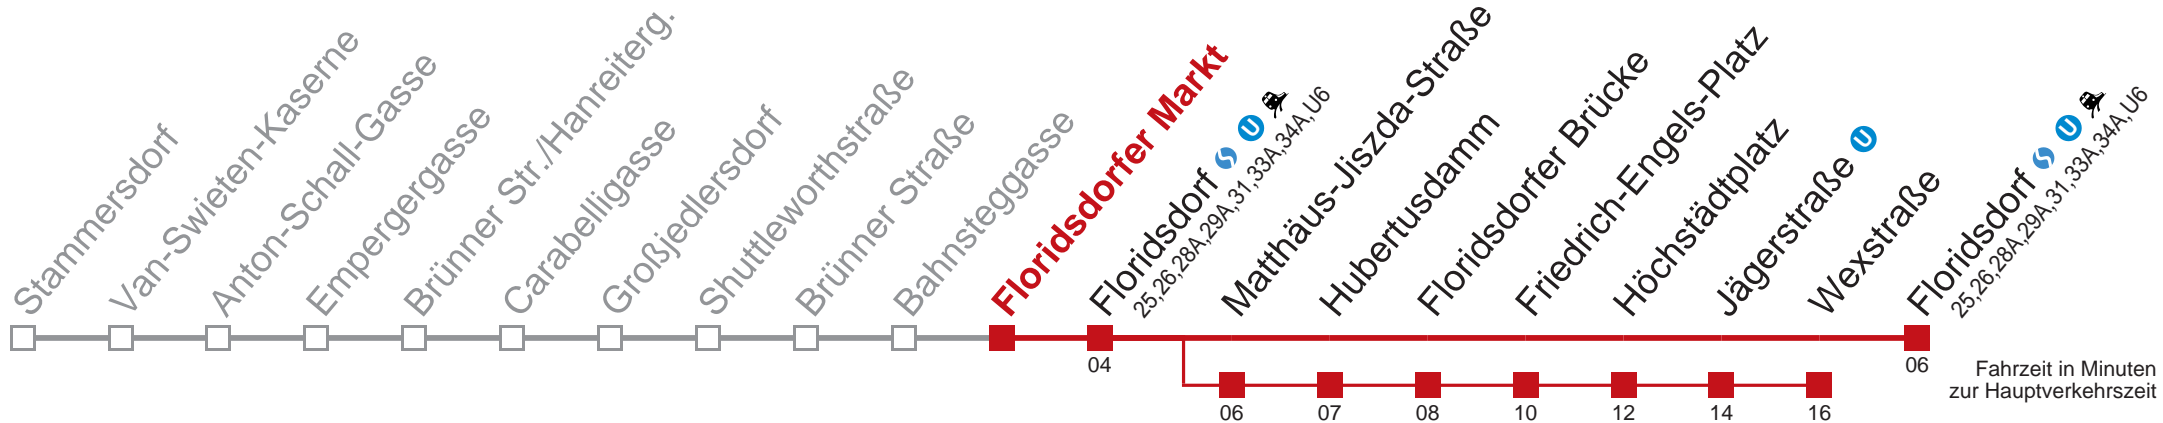 Stammersdorf
Van-Swieten-Kaserne
Anton-Schall-Gasse
Empergergasse
Brünner Str./Hanreiterg.
Carabelligasse
Großjedlersdorf
Shuttleworthstraße
Brünner Straße
Bahnsteggasse
Floridsdorfer Markt
Floridsdorf S U
25,26,28A,29A,31,33A,34A,U6
Matthäus-Jiszda-Straße
Hubertusdamm
Floridsdorfer Brücke
Friedrich-Engels-Platz
Höchstädtplatz
Jägerstraße U
Wexstraße
Floridsdorf S U
25,26,28A,29A,31,33A,34A,U6
04
06
06
07
08
10
12
14
16
Fahrzeit in Minuten
zur Hauptverkehrszeit